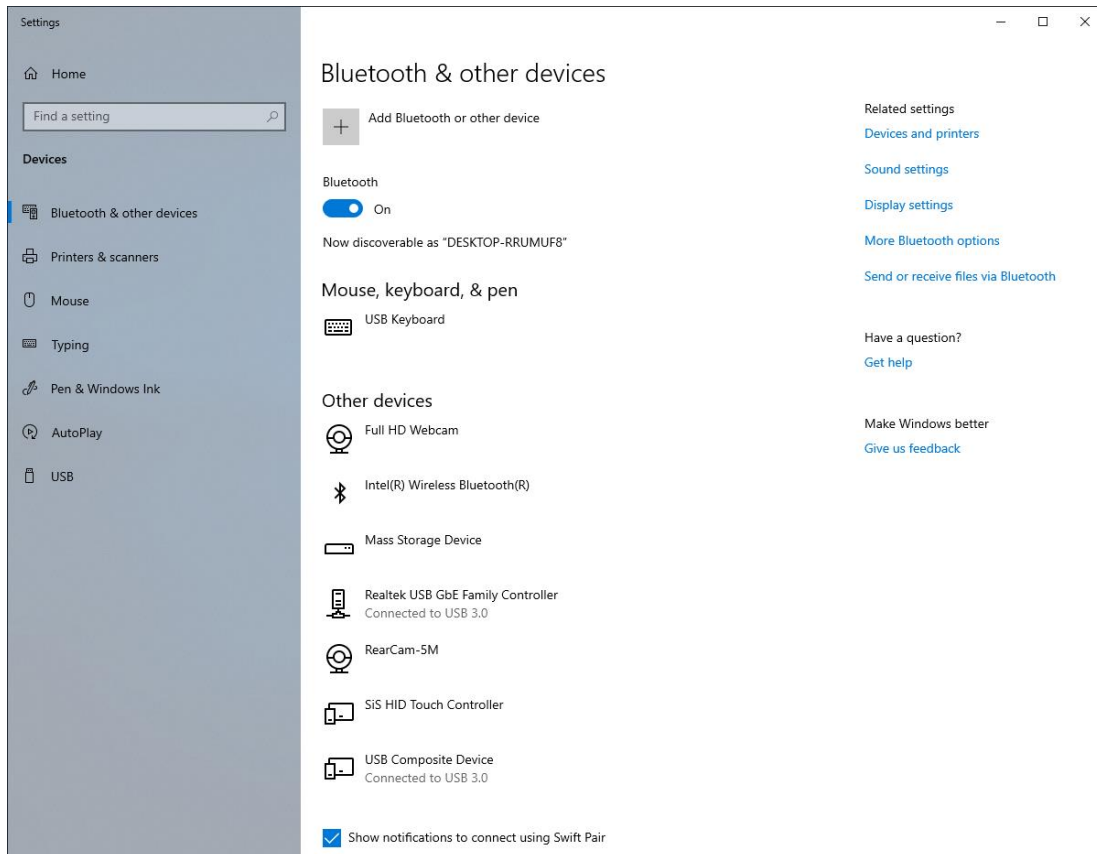 Settings
Home
Find a setting
Devices
Bluetooth & other devices
Printers & scanners
Mouse
Typing
Pen & Windows Ink
AutoPlay
USB
Bluetooth & other devices
Add Bluetooth or other device
Bluetooth
On
Now discoverable as “DESKTOP-RRUMUF8”
Mouse, keyboard, & pen
USB Keyboard
Other devices
Full HD Webcam
Intel(R) Wireless Bluetooth(R)
Mass Storage Device
Realtek USB GbE Family Controller
Connected to USB 3.0
RearCam-5M
SiS HID Touch Controller
USB Composite Device
Connected to USB 3.0
Show notifications to connect using Swift Pair
Related settings
Devices and printers
Sound settings
Display settings
More Bluetooth options
Send or receive files via Bluetooth
Have a question?
Get help
Make Windows better
Give us feedback